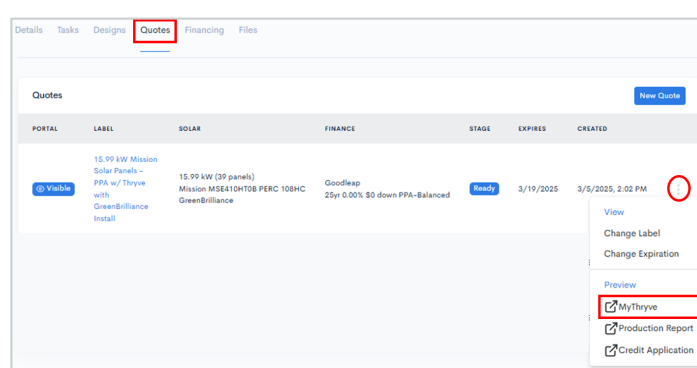 Details Tasks Designs Quotes Financing Files
Quotes
New Quote
PORTAL LABEL SOLAR FINANCE STAGE EXPIRES CREATED
Visible
15.99 kW Mission
Solar Panels -
PPA w/ Thryve
with
GreenBrilliance
Install
15.99 kW (39 panels)
Mission MSE410HT0B PERC 108HC
GreenBrilliance
Goodleap
25yr 0.00% $0 down PPA-Balanced
Ready
3/19/2025
3/5/2025, 2:02 PM
View
Change Label
Change Expiration
Preview
MyThryve
Production Report
Credit Application